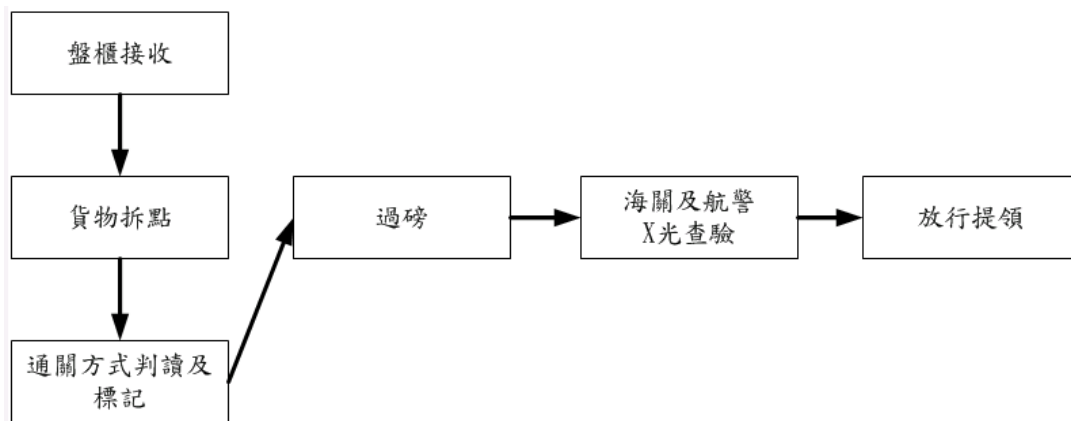 盤櫃接收
貨物拆點
通關方式判讀及
標記
過磅
海關及航警
X光查驗
放行提領